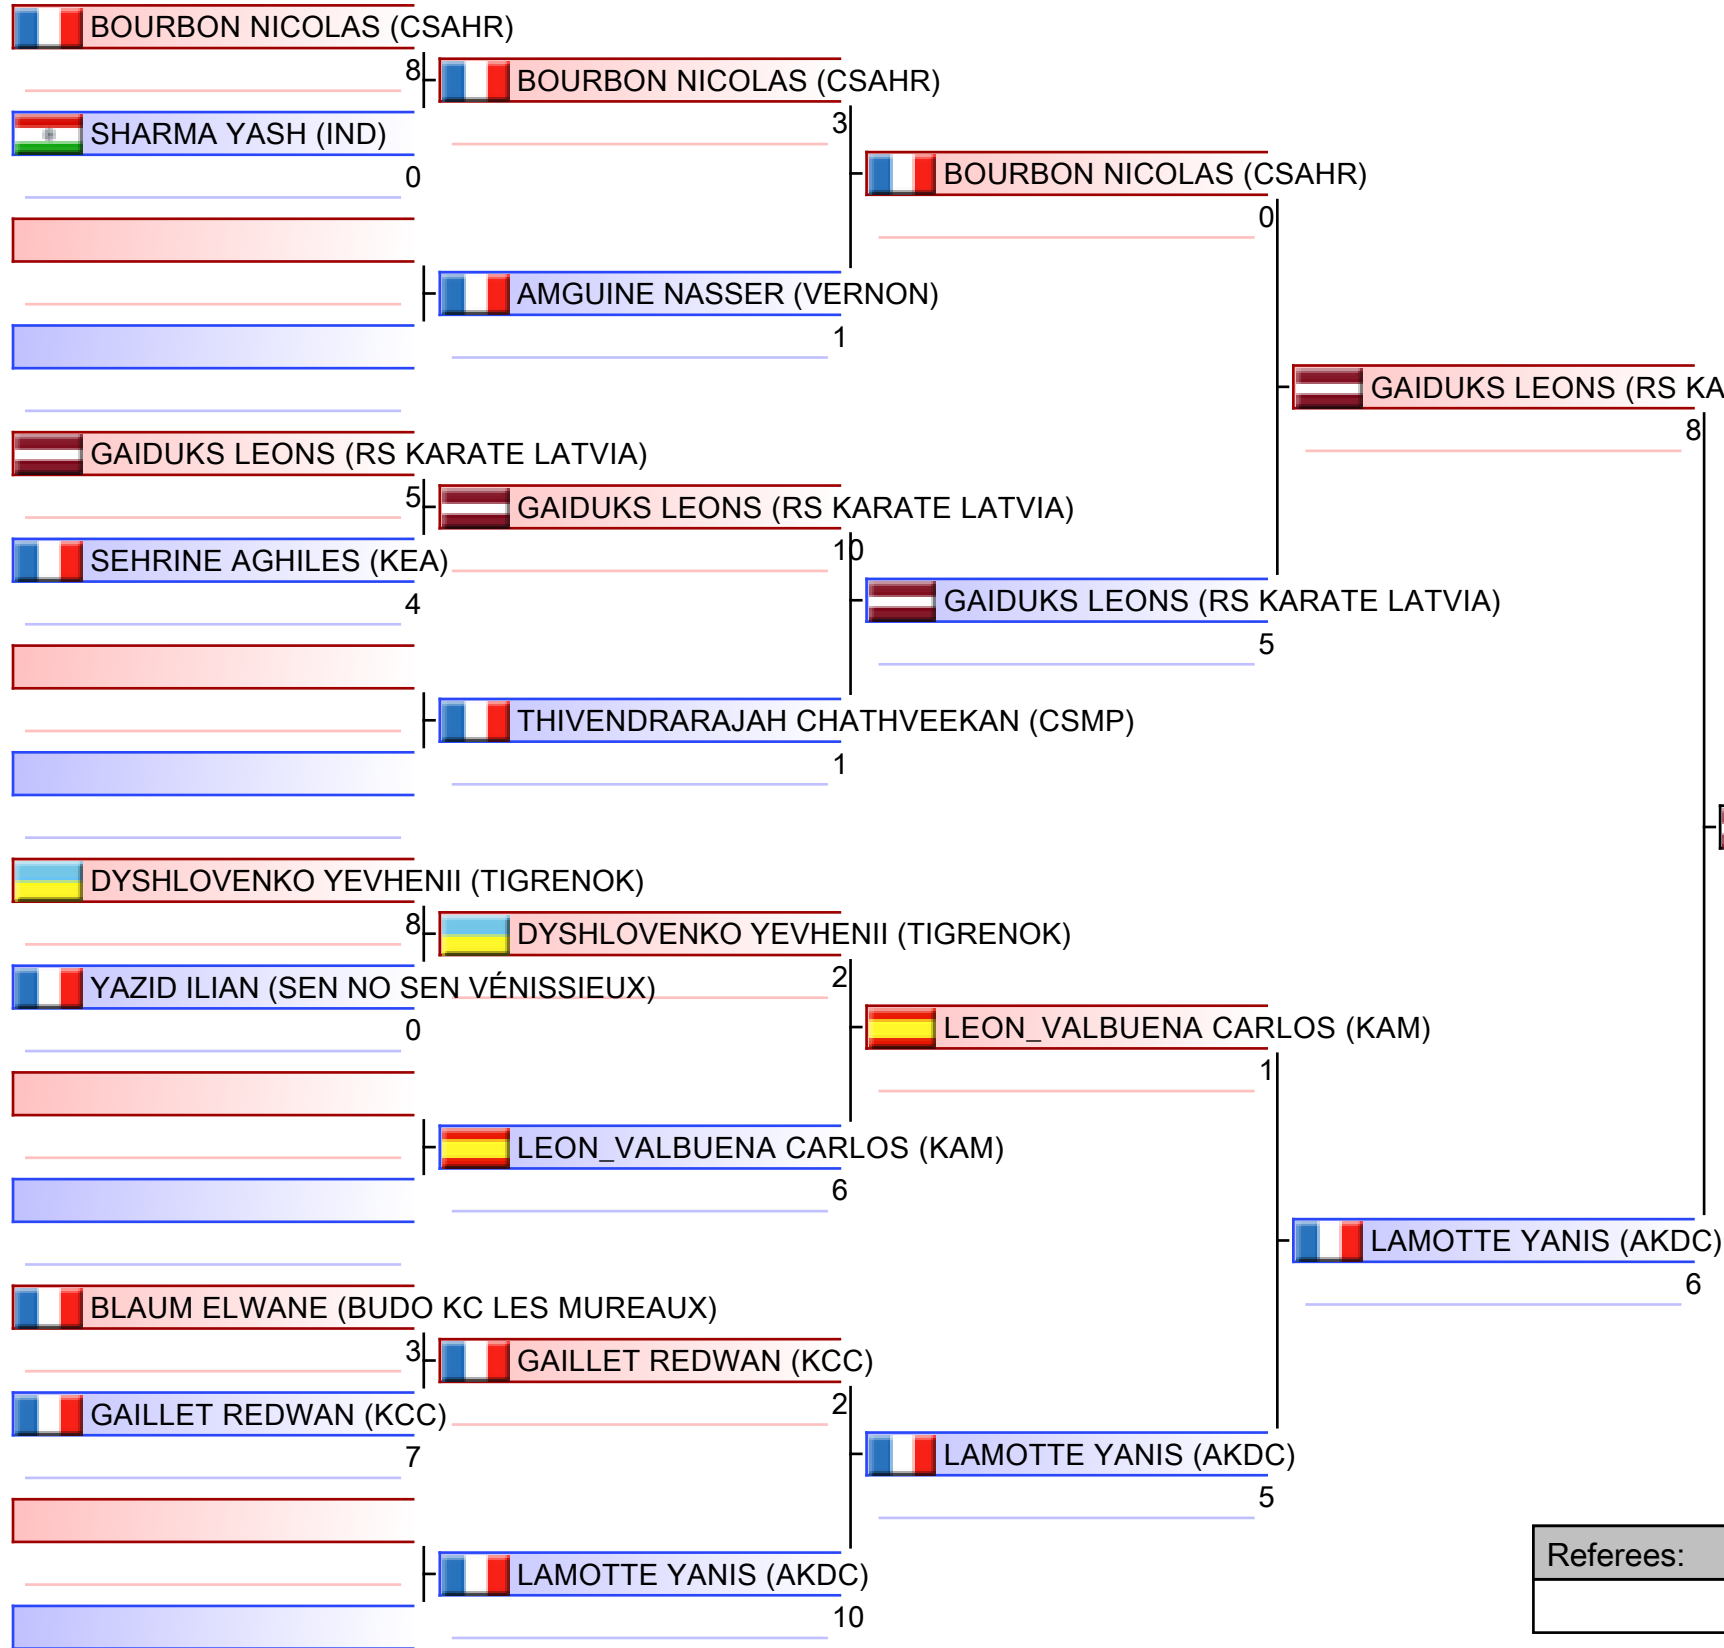 BOURBON NICOLAS (CSAHR)
8
SHARMA YASH (IND)
0
GAIDUKS LEONS (RS KARATE LATVIA)
5
SEHRINE AGHILES (KEA)
4
DYSHLOVENKO YEVHENII (TIGRENOK)
8
YAZID ILIAN (SEN NO SEN VÉNISSIEUX)
0
BLAUM ELWANE (BUDO KC LES MUREAUX)
3
GAILLET REDWAN (KCC)
7
BOURBON NICOLAS (CSAHR)
3
AMGUINE NASSER (VERNON)
1
GAIDUKS LEONS (RS KARATE LATVIA)
10
THIVENDRARAJAH CHATHVEEKAN (CSMP)
1
DYSHLOVENKO YEVHENII (TIGRENOK)
2
LEON_VALBUENA CARLOS (KAM)
6
GAILLET REDWAN (KCC)
2
LAMOTTE YANIS (AKDC)
10
BOURBON NICOLAS (CSAHR)
0
GAIDUKS LEONS (RS KARATE LATVIA)
5
LEON_VALBUENA CARLOS (KAM)
1
LAMOTTE YANIS (AKDC)
5
GAIDUKS LEONS (RS KA
8
LAMOTTE YANIS (AKDC)
6
Referees: